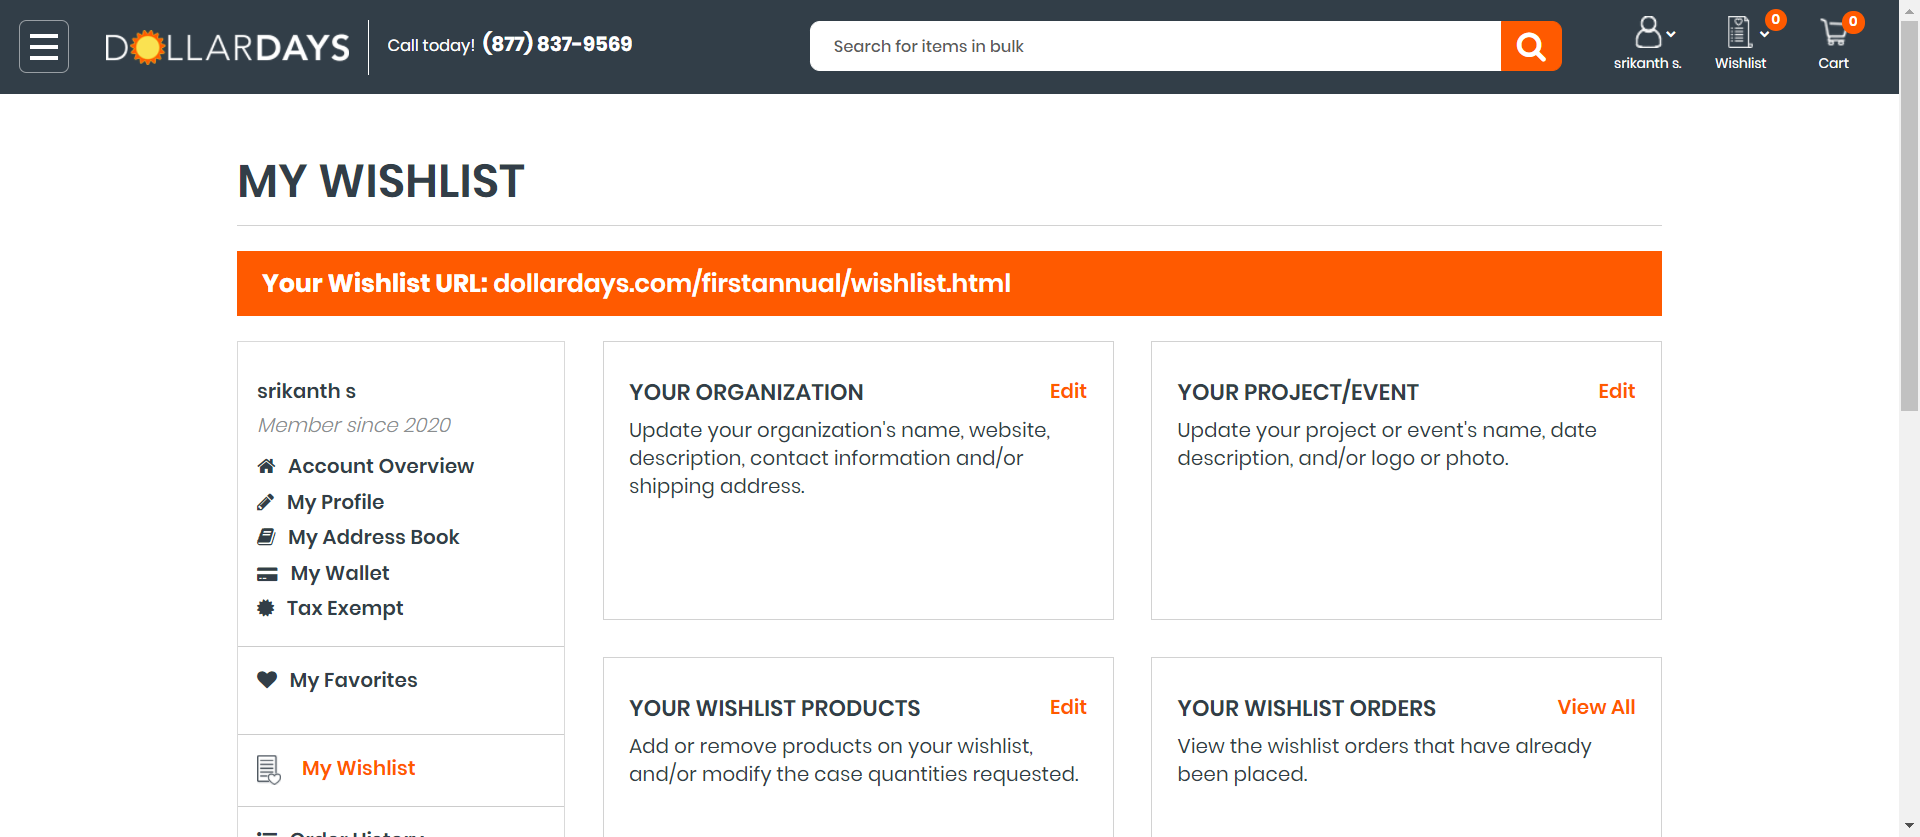 DOLLARDAYS
Call today! (877) 837-9569
Search for items in bulk
srikanth s.
0
Wishlist
0
Cart
MY WISHLIST
Your Wishlist URL: dollardays.com/firstannual/wishlist.html
srikanth s
Member since 2020
Account Overview
My Profile
My Address Book
My Wallet
Tax Exempt
My Favorites
My Wishlist
Order History
YOUR ORGANIZATION
Edit
Update your organization's name, website,
description, contact information and/or
shipping address.
YOUR PROJECT/EVENT
Edit
Update your project or event's name, date
description, and/or logo or photo.
YOUR WISHLIST PRODUCTS
Edit
Add or remove products on your wishlist,
and/or modify the case quantities requested.
YOUR WISHLIST ORDERS
View All
View the wishlist orders that have already
been placed.